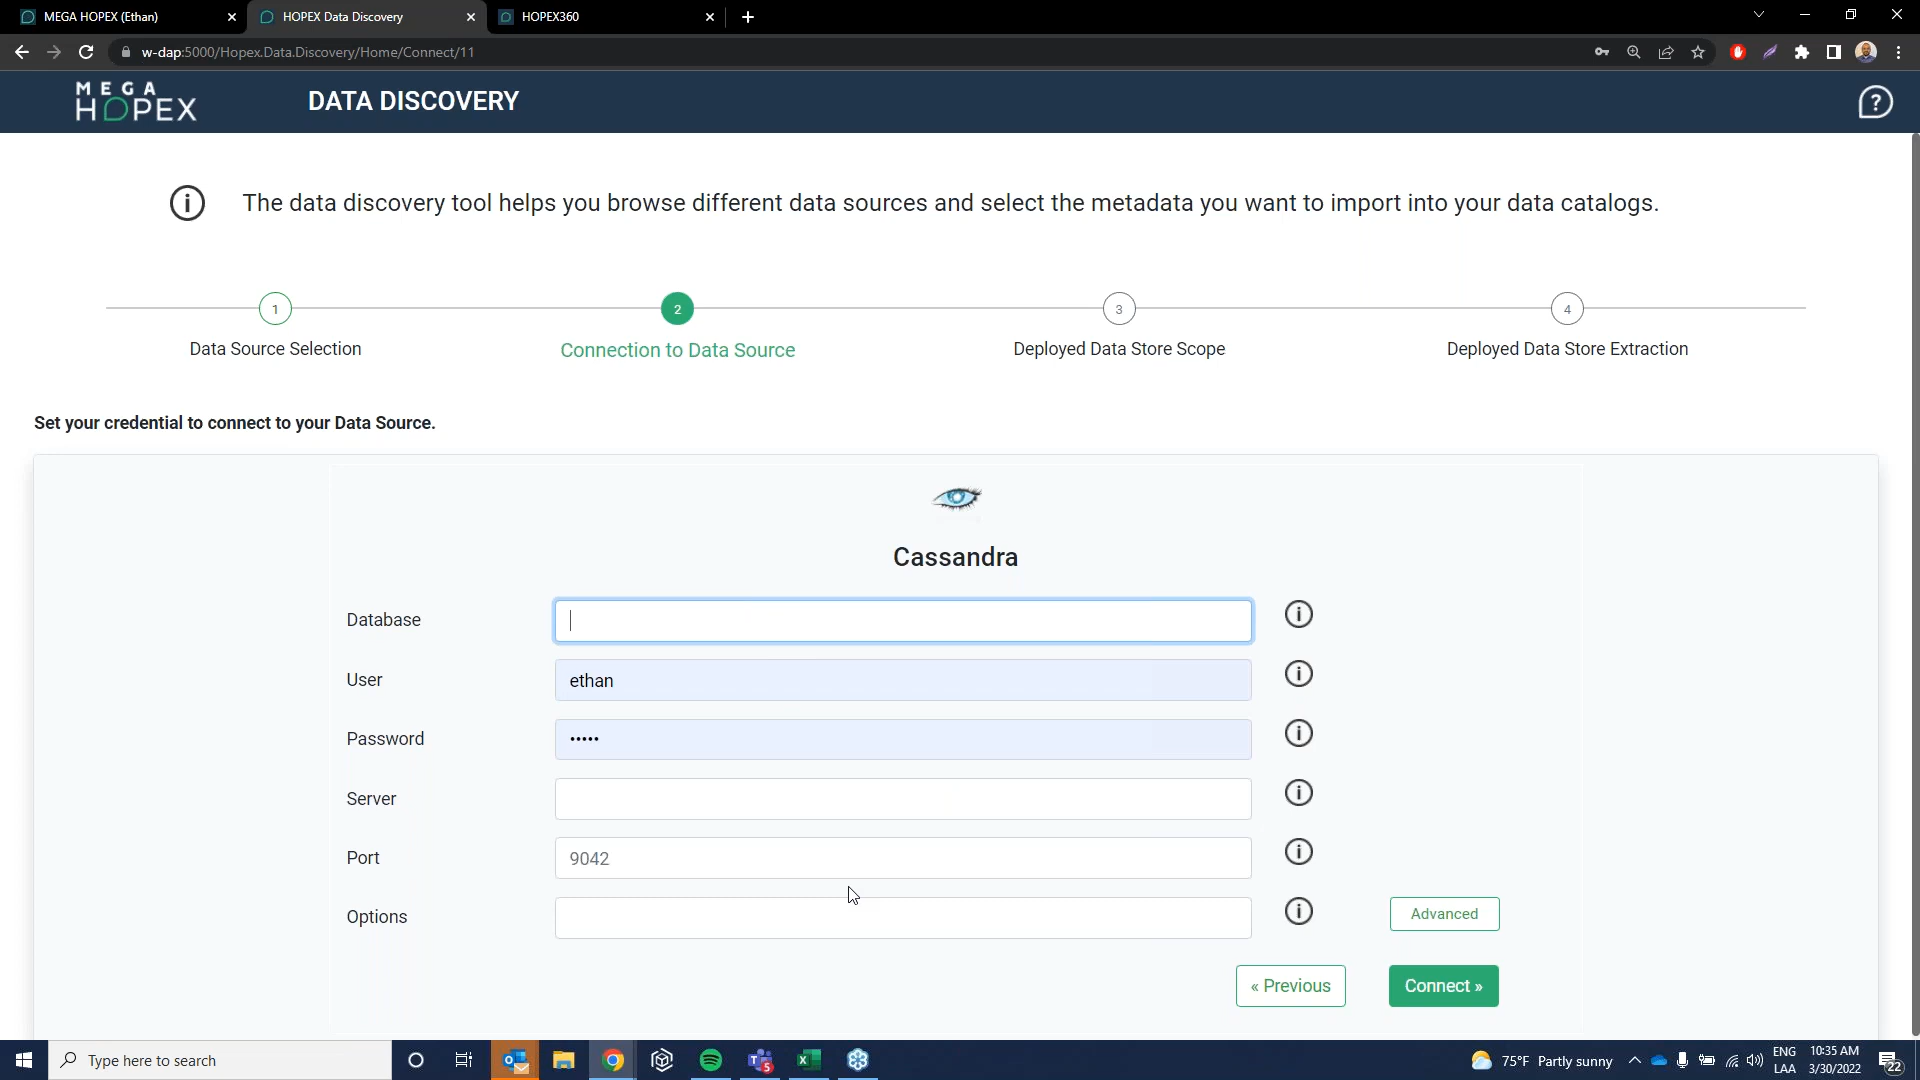 MEGA HOPEX (Ethan)
HOPEX Data Discovery
HOPEX360
w-dap:5000/Hopex.Data.Discovery/Home/Connect/11
MEGA
HOPEX
DATA DISCOVERY
?
i The data discovery tool helps you browse different data sources and select the metadata you want to import into your data catalogs.
1
2
3
4
Data Source Selection
Connection to Data Source
Deployed Data Store Scope
Deployed Data Store Extraction
Set your credential to connect to your Data Source.
Cassandra
Database
i
User
ethan
i
Password
•••••
i
Server
i
Port
9042
i
Options
i
Advanced
« Previous
Connect »
Type here to search
5
75°F Partly sunny
ENG
LAA
10:35 AM
3/30/2022
22